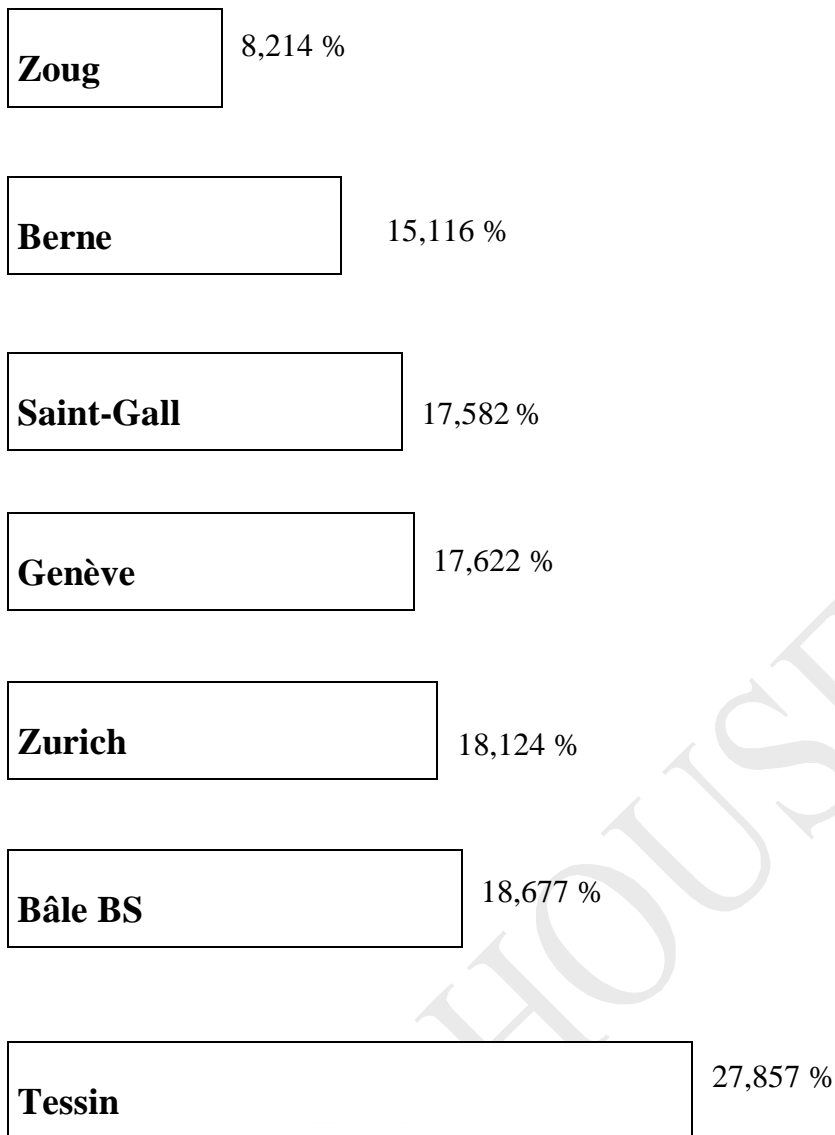 Zoug 8,214 %
Berne 15,116 %
Saint-Gall 17,582 %
Genève 17,622 %
Zurich 18,124 %
Bâle BS 18,677 %
Tessin 27,857 %